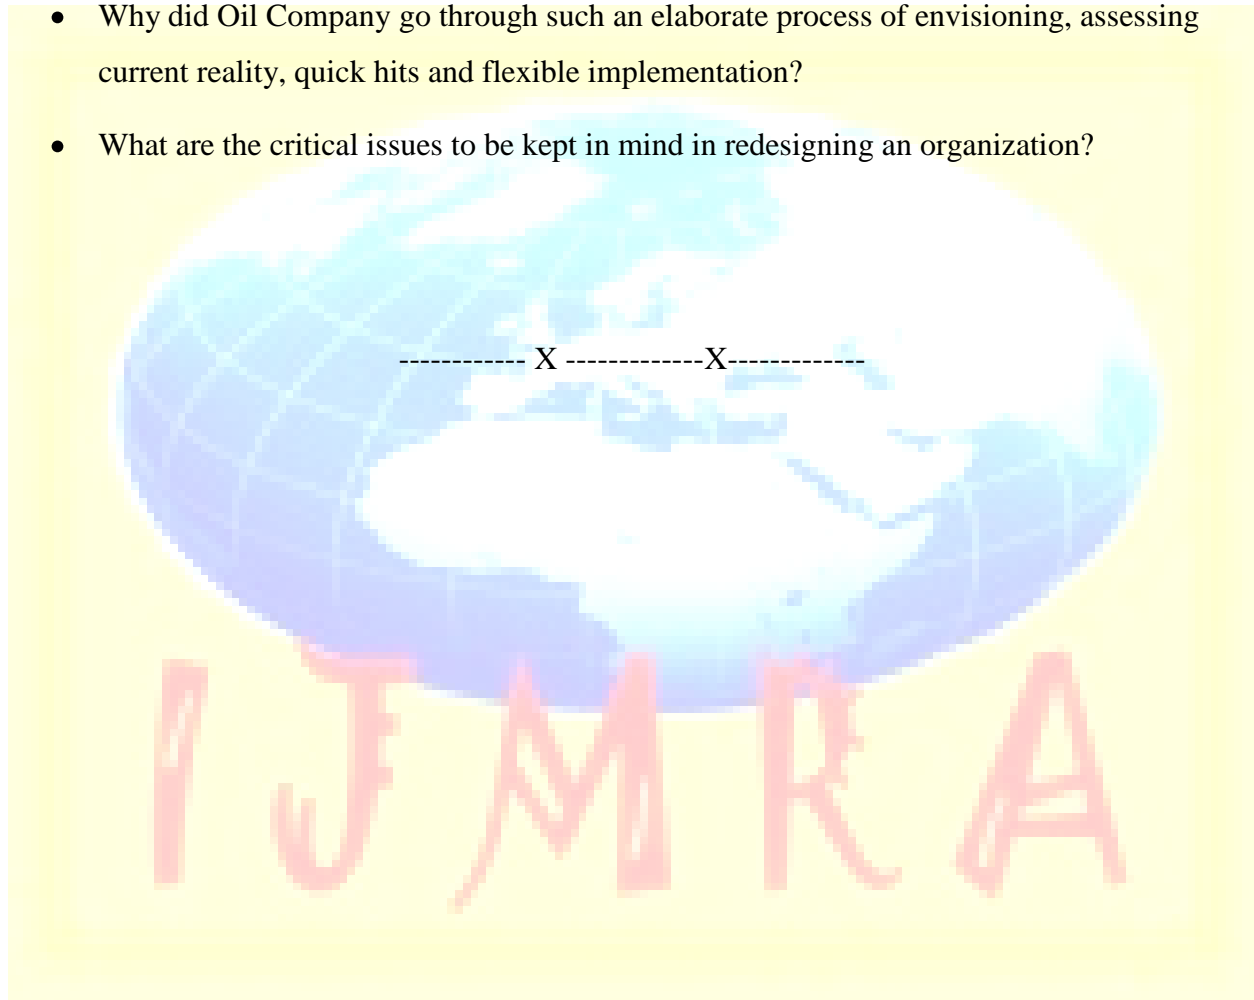 • Why did Oil Company go through such an elaborate process of envisioning, assessing
current reality, quick hits and flexible implementation?
• What are the critical issues to be kept in mind in redesigning an organization?
------------ X -------------X-------------
IJMRA